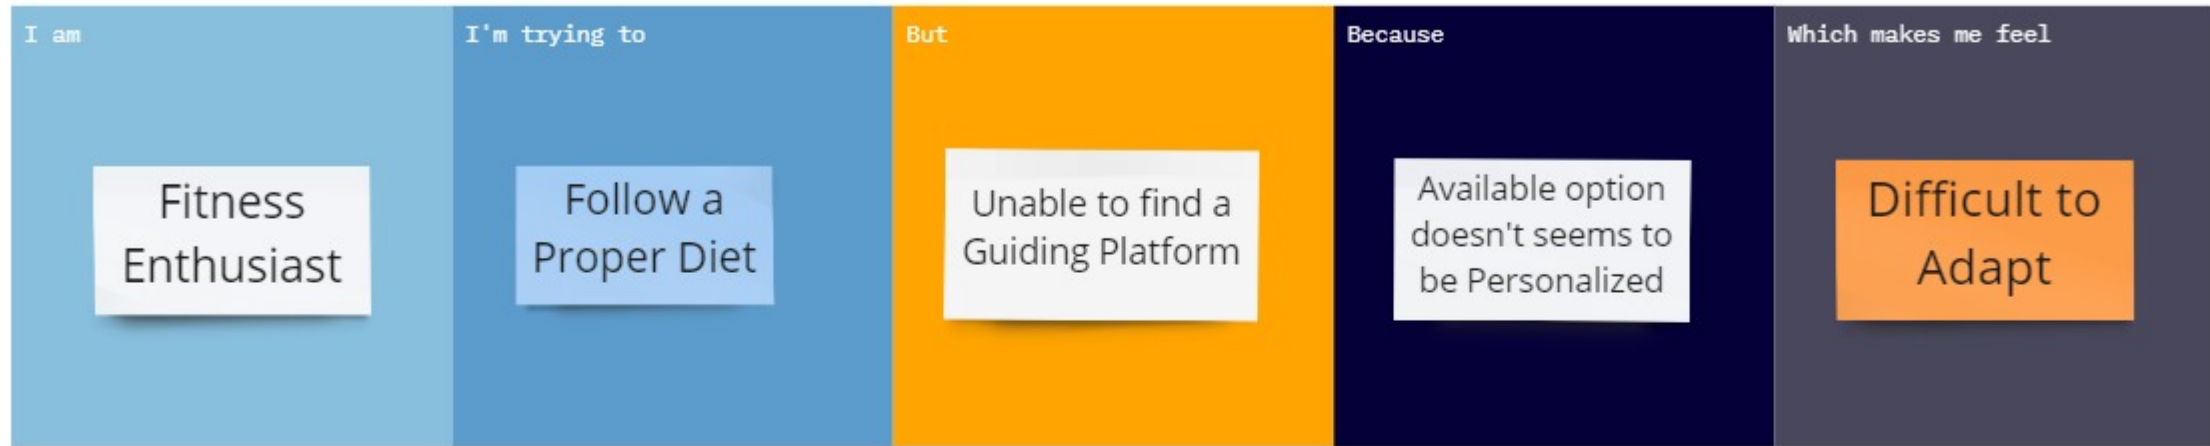 I am
Fitness
Enthusiast
I'm trying to
Follow a
Proper Diet
But
Unable to find a
Guiding Platform
Because
Available option
doesn't seems to
be Personalized
Which makes me feel
Difficult to
Adapt